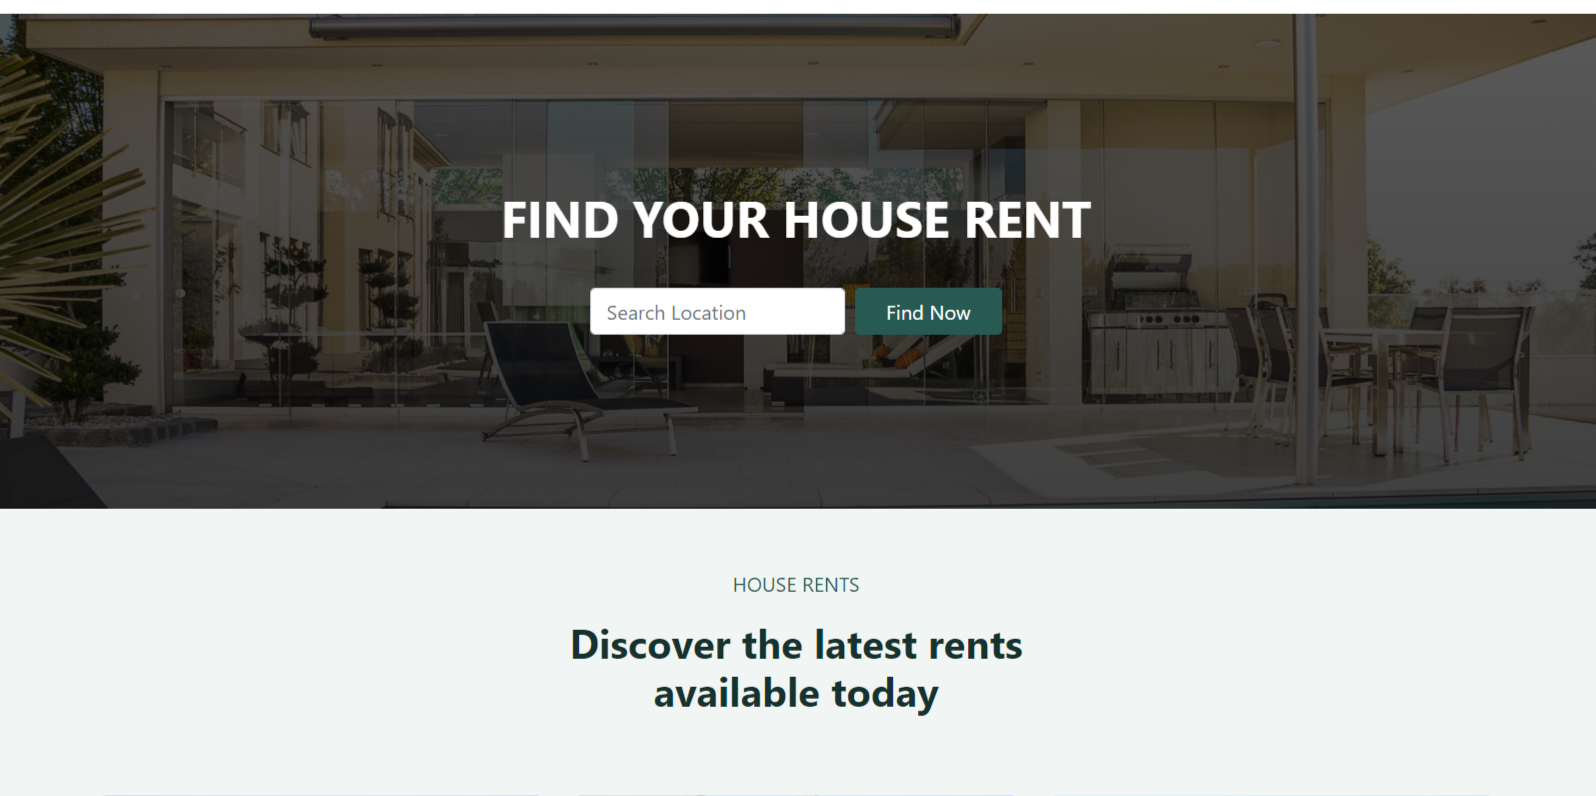 FIND YOUR HOUSE RENT
Search Location
Find Now
HOUSE RENTS
Discover the latest rents
available today